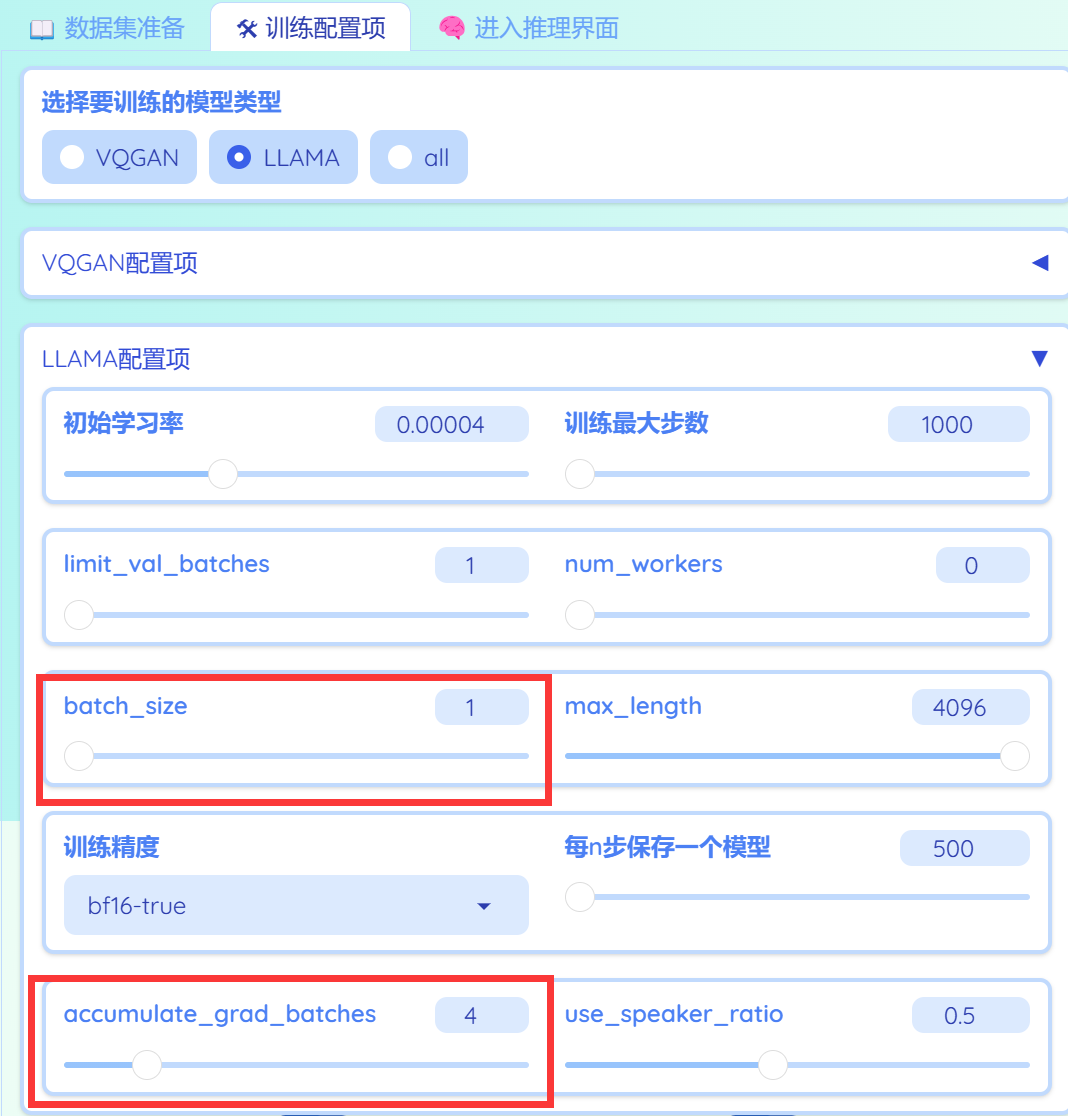 数据集准备
训练配置项
进入推理界面
选择要训练的模型类型
VQGAN
LLAMA
all
VQGAN配置项
LLAMA配置项
初始学习率
0.00004
训练最大步数
1000
limit_val_batches
1
num_workers
0
batch_size
1
max_length
4096
训练精度
bf16-true
每n步保存一个模型
500
accumulate_grad_batches
4
use_speaker_ratio
0.5